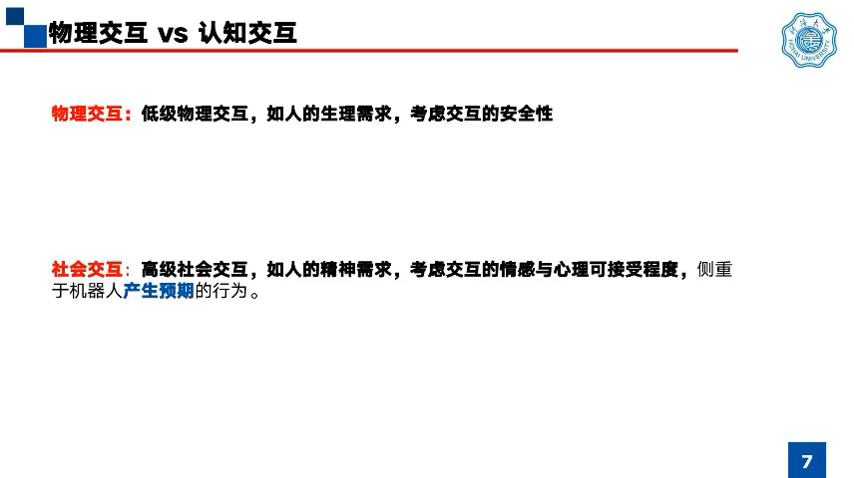 物理交互 vs 认知交互
物理交互：低级物理交互，如人的生理需求，考虑交互的安全性
社会交互：高级社会交互，如人的精神需求，考虑交互的情感与心理可接受程度，侧重
于机器人产生预期的行为。
HOHAI UNIVERSITY
7